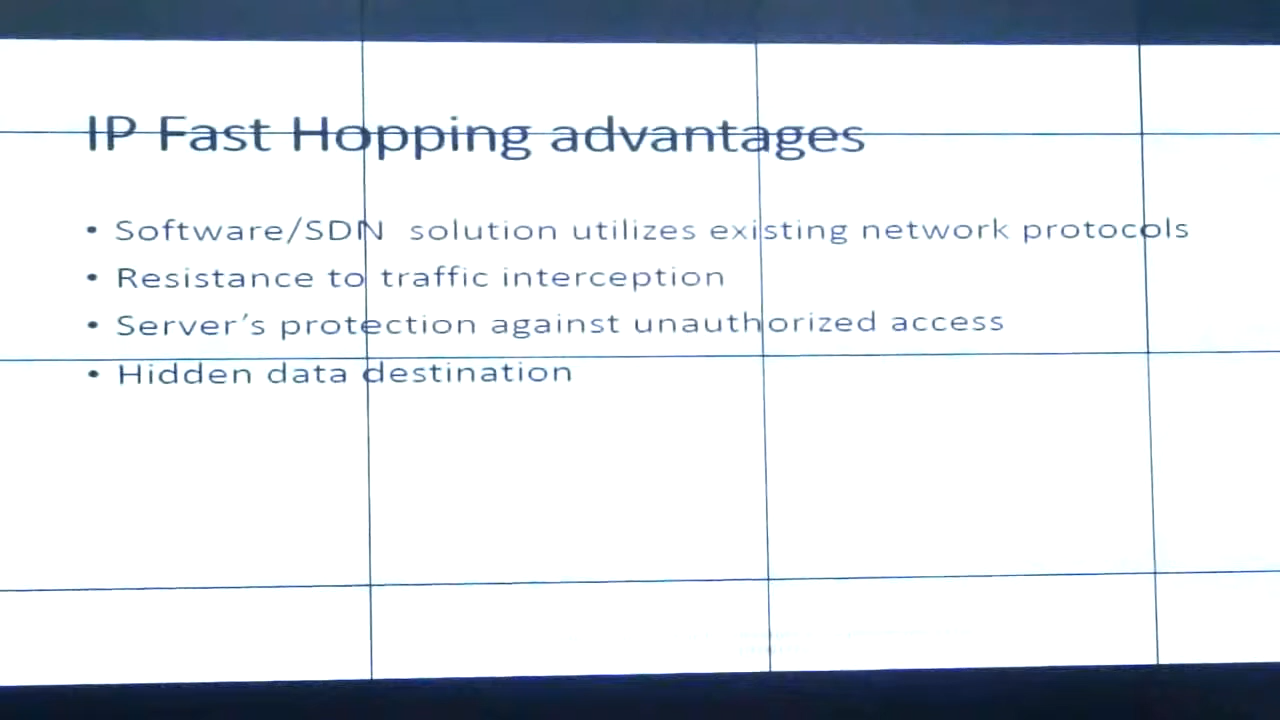 IP Fast Hopping advantages
• Software/SDN solution utilizes existing network protocols
• Resistance to traffic interception
• Server’s protection against unauthorized access
• Hidden data destination